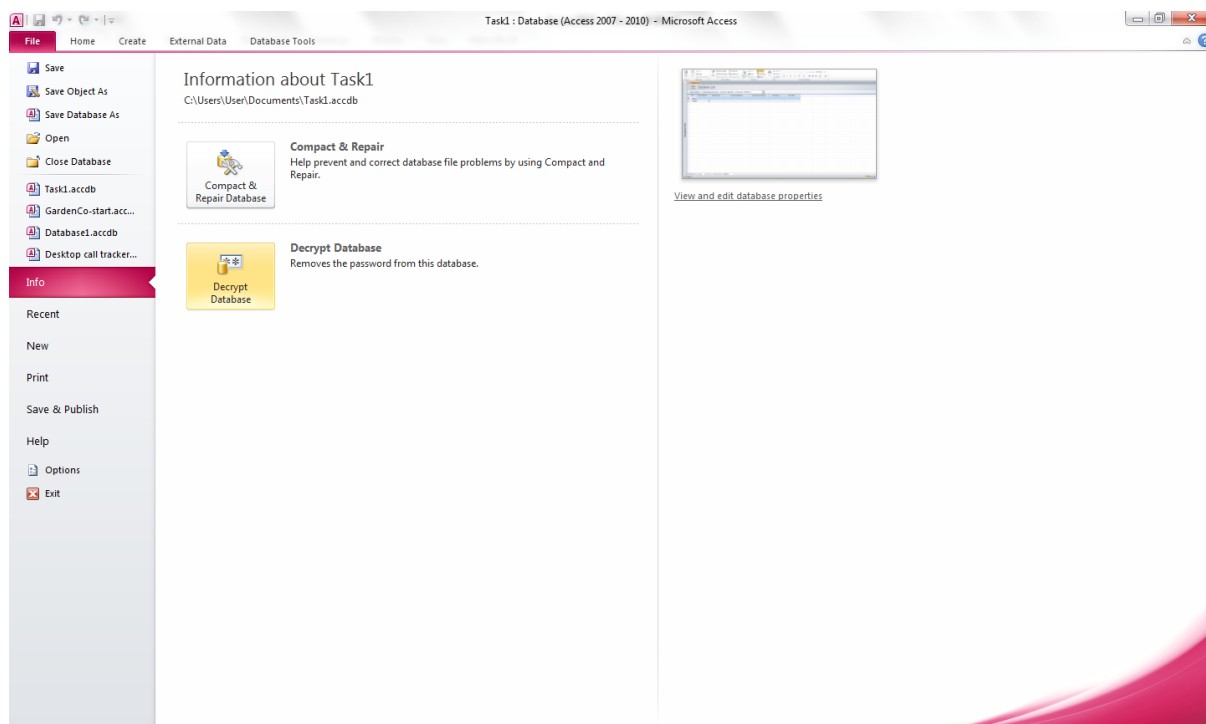 Task1 : Database (Access 2007 - 2010) - Microsoft Access
File Home Create External Data Database Tools
Save
Save Object As
Save Database As
Open
Close Database
Task1.accdb
GardenCo-start.acc...
Database1.accdb
Desktop call tracker...
Info
Recent
New
Print
Save & Publish
Help
Options
Exit
Information about Task1
C:\Users\User\Documents\Task1.accdb
Compact &
Repair Database
Compact & Repair
Help prevent and correct database file problems by using Compact and
Repair.
Decrypt
Database
Decrypt Database
Removes the password from this database.
View and edit database properties